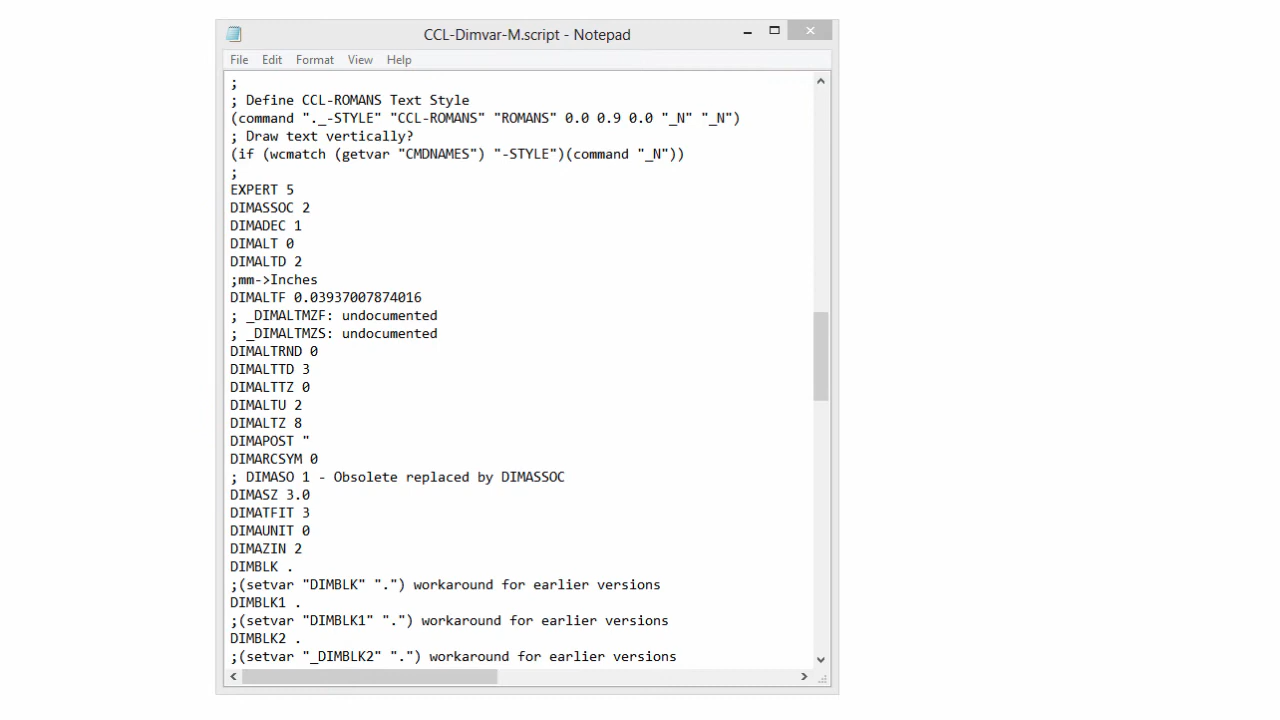 CCL-Dimvar-M.script - Notepad
File Edit Format View Help
;
; Define CCL-ROMANS Text Style
(command "._-STYLE" "CCL-ROMANS" "ROMANS" 0.0 0.9 0.0 "_N" "_N")
; Draw text vertically?
(if (wcmatch (getvar "CMDNAMES") "-STYLE")(command "_N"))
;
EXPERT 5
DIMASSOC 2
DIMADEC 1
DIMALT 0
DIMALTD 2
;mm->Inches
DIMALTF 0.03937007874016
; _DIMALTMZF: undocumented
; _DIMALTMZS: undocumented
DIMALTRND 0
DIMALTTD 3
DIMALTTZ 0
DIMALTU 2
DIMALTZ 8
DIMAPOST "
DIMARCSYM 0
; DIMASO 1 - Obsolete replaced by DIMASSOC
DIMASZ 3.0
DIMATFIT 3
DIMAUNIT 0
DIMAZIN 2
DIMBLK .
;(setvar "DIMBLK" ".") workaround for earlier versions
DIMBLK1 .
;(setvar "DIMBLK1" ".") workaround for earlier versions
DIMBLK2 .
;(setvar "_DIMBLK2" ".") workaround for earlier versions